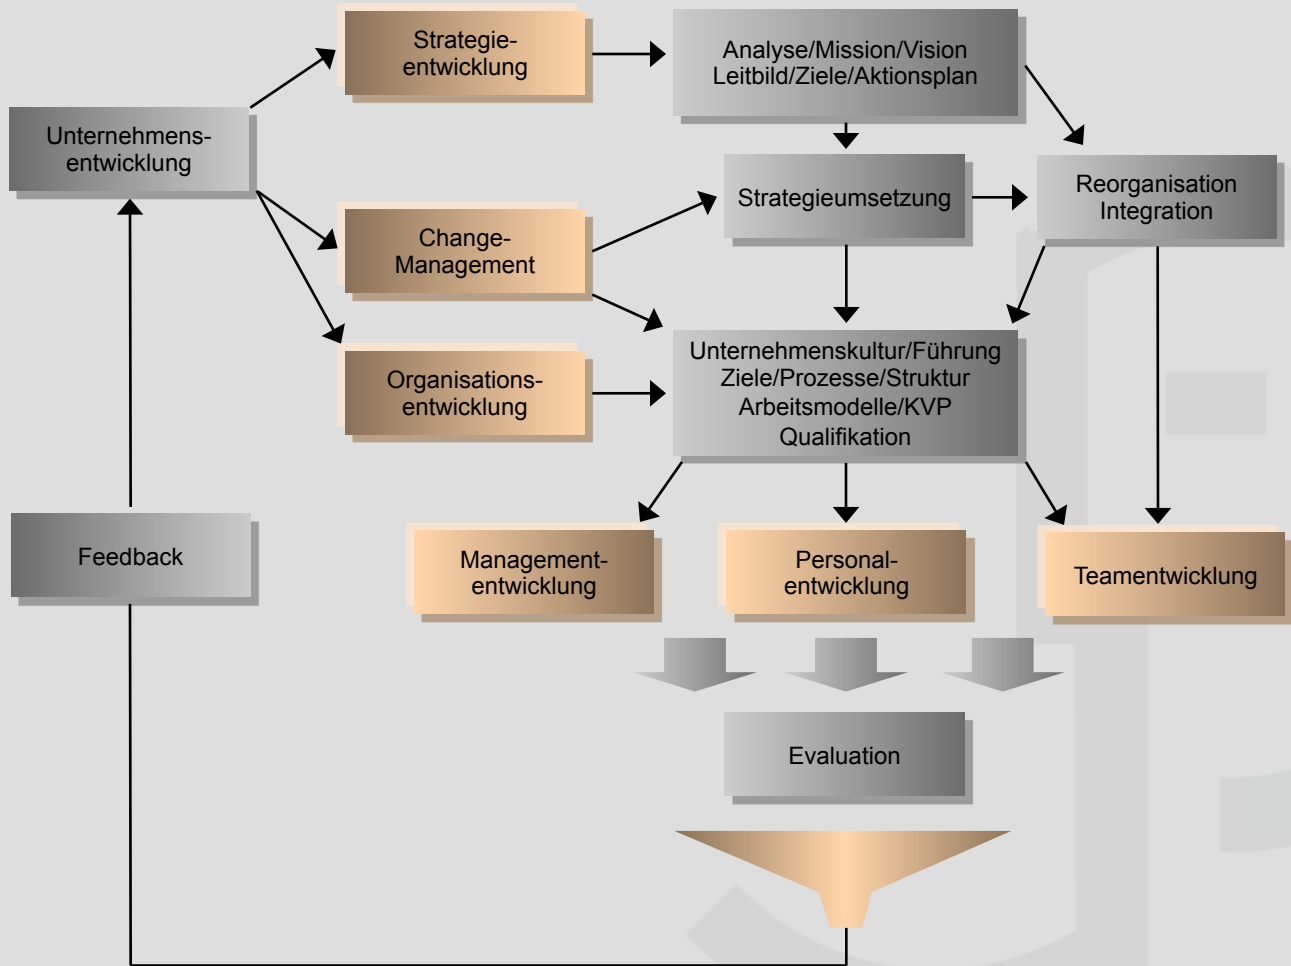 Strategie-
entwicklung
Analyse/Mission/Vision
Leitbild/Ziele/Aktionsplan
Unternehmens-
entwicklung
Strategieumsetzung
Reorganisation
Integration
Change-
Management
Organisations-
entwicklung
Unternehmenskultur/Führung
Ziele/Prozesse/Struktur
Arbeitsmodelle/KVP
Qualifikation
Feedback
Management-
entwicklung
Personal-
entwicklung
Teamentwicklung
Evaluation